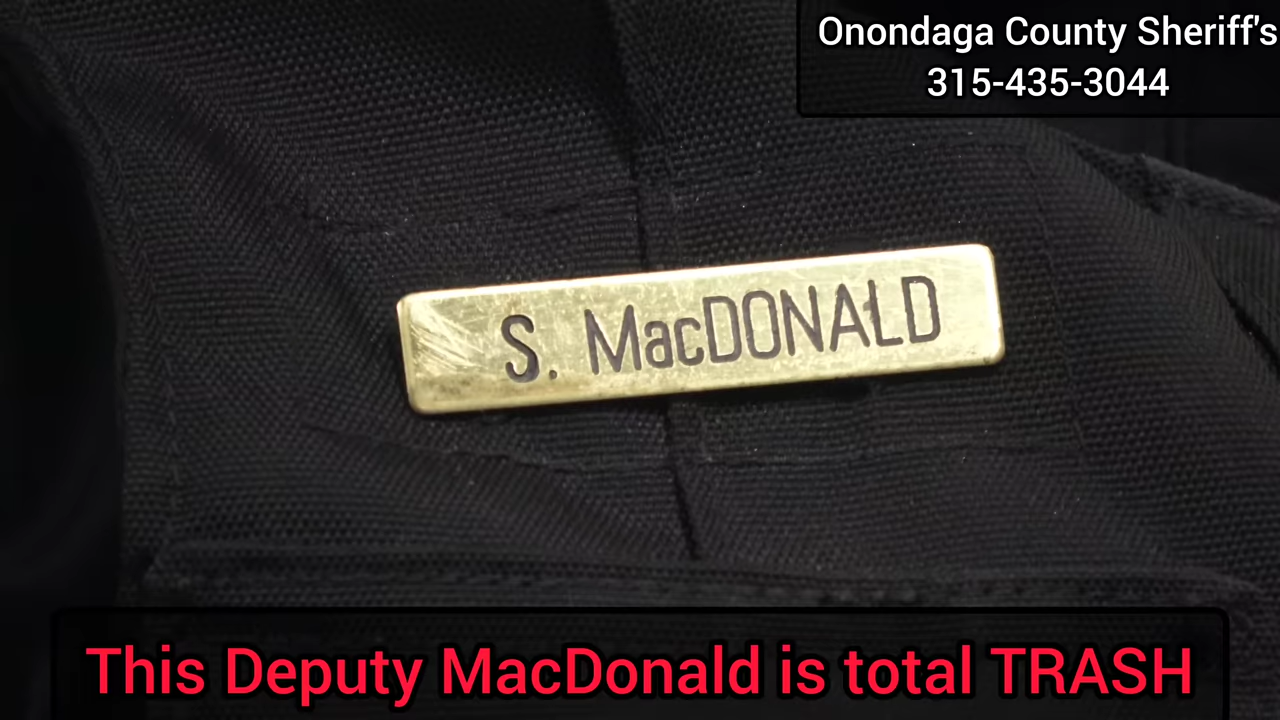 Onondaga County Sheriff's
315-435-3044
S. MacDONALD
This Deputy MacDonald is total TRASH